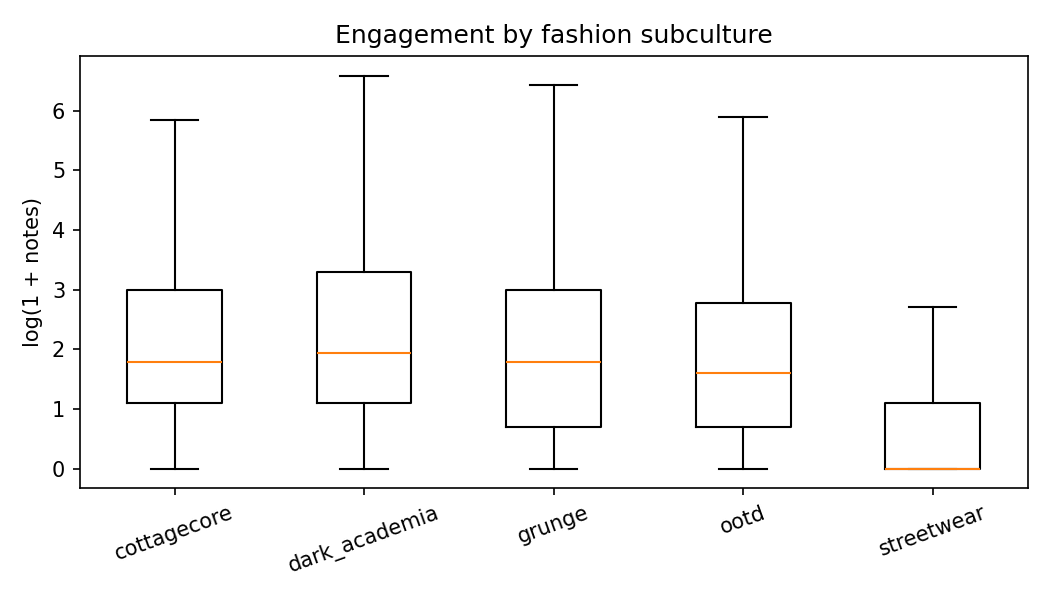 Engagement by fashion subculture
log(1 + notes)
6
5
4
3
2
1
0
cottagecore
dark_academia
grunge
ootd
streetwear